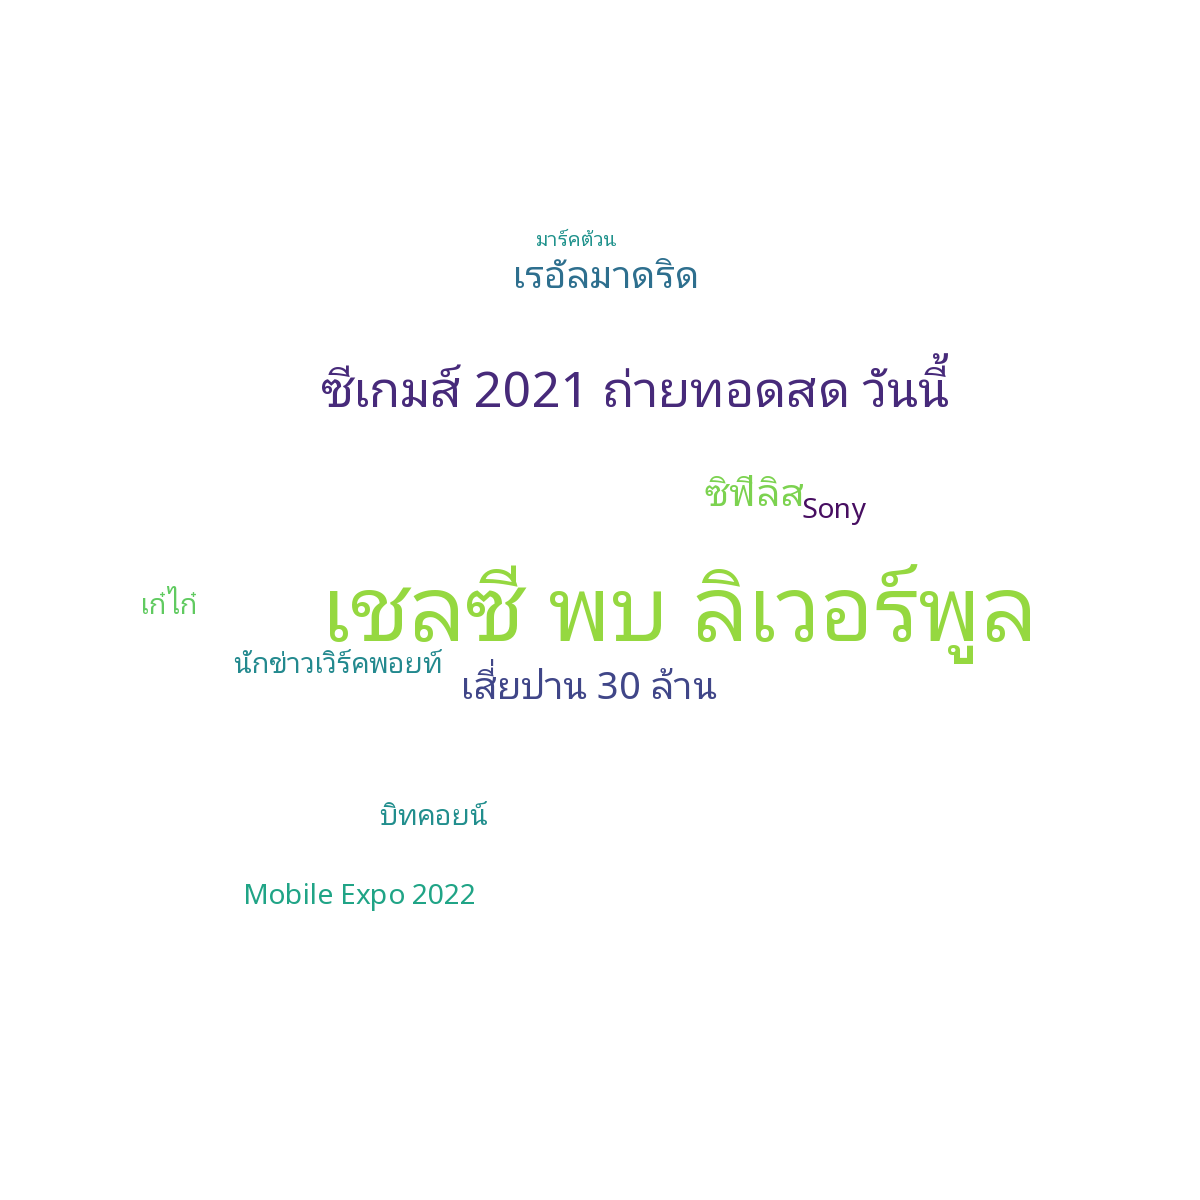 มาร์คต้วน
เรอัลมาดริด
ซีเกมส์ 2021 ถ่ายทอดสด วันนี้
ซิฟิลิส
Sony
เชลซี พบ ลิเวอร์พูล
เก๋ไก๋
นักข่าวเวิร์คพอยท์
เสี่ยปาน 30 ล้าน
บิทคอยน์
Mobile Expo 2022